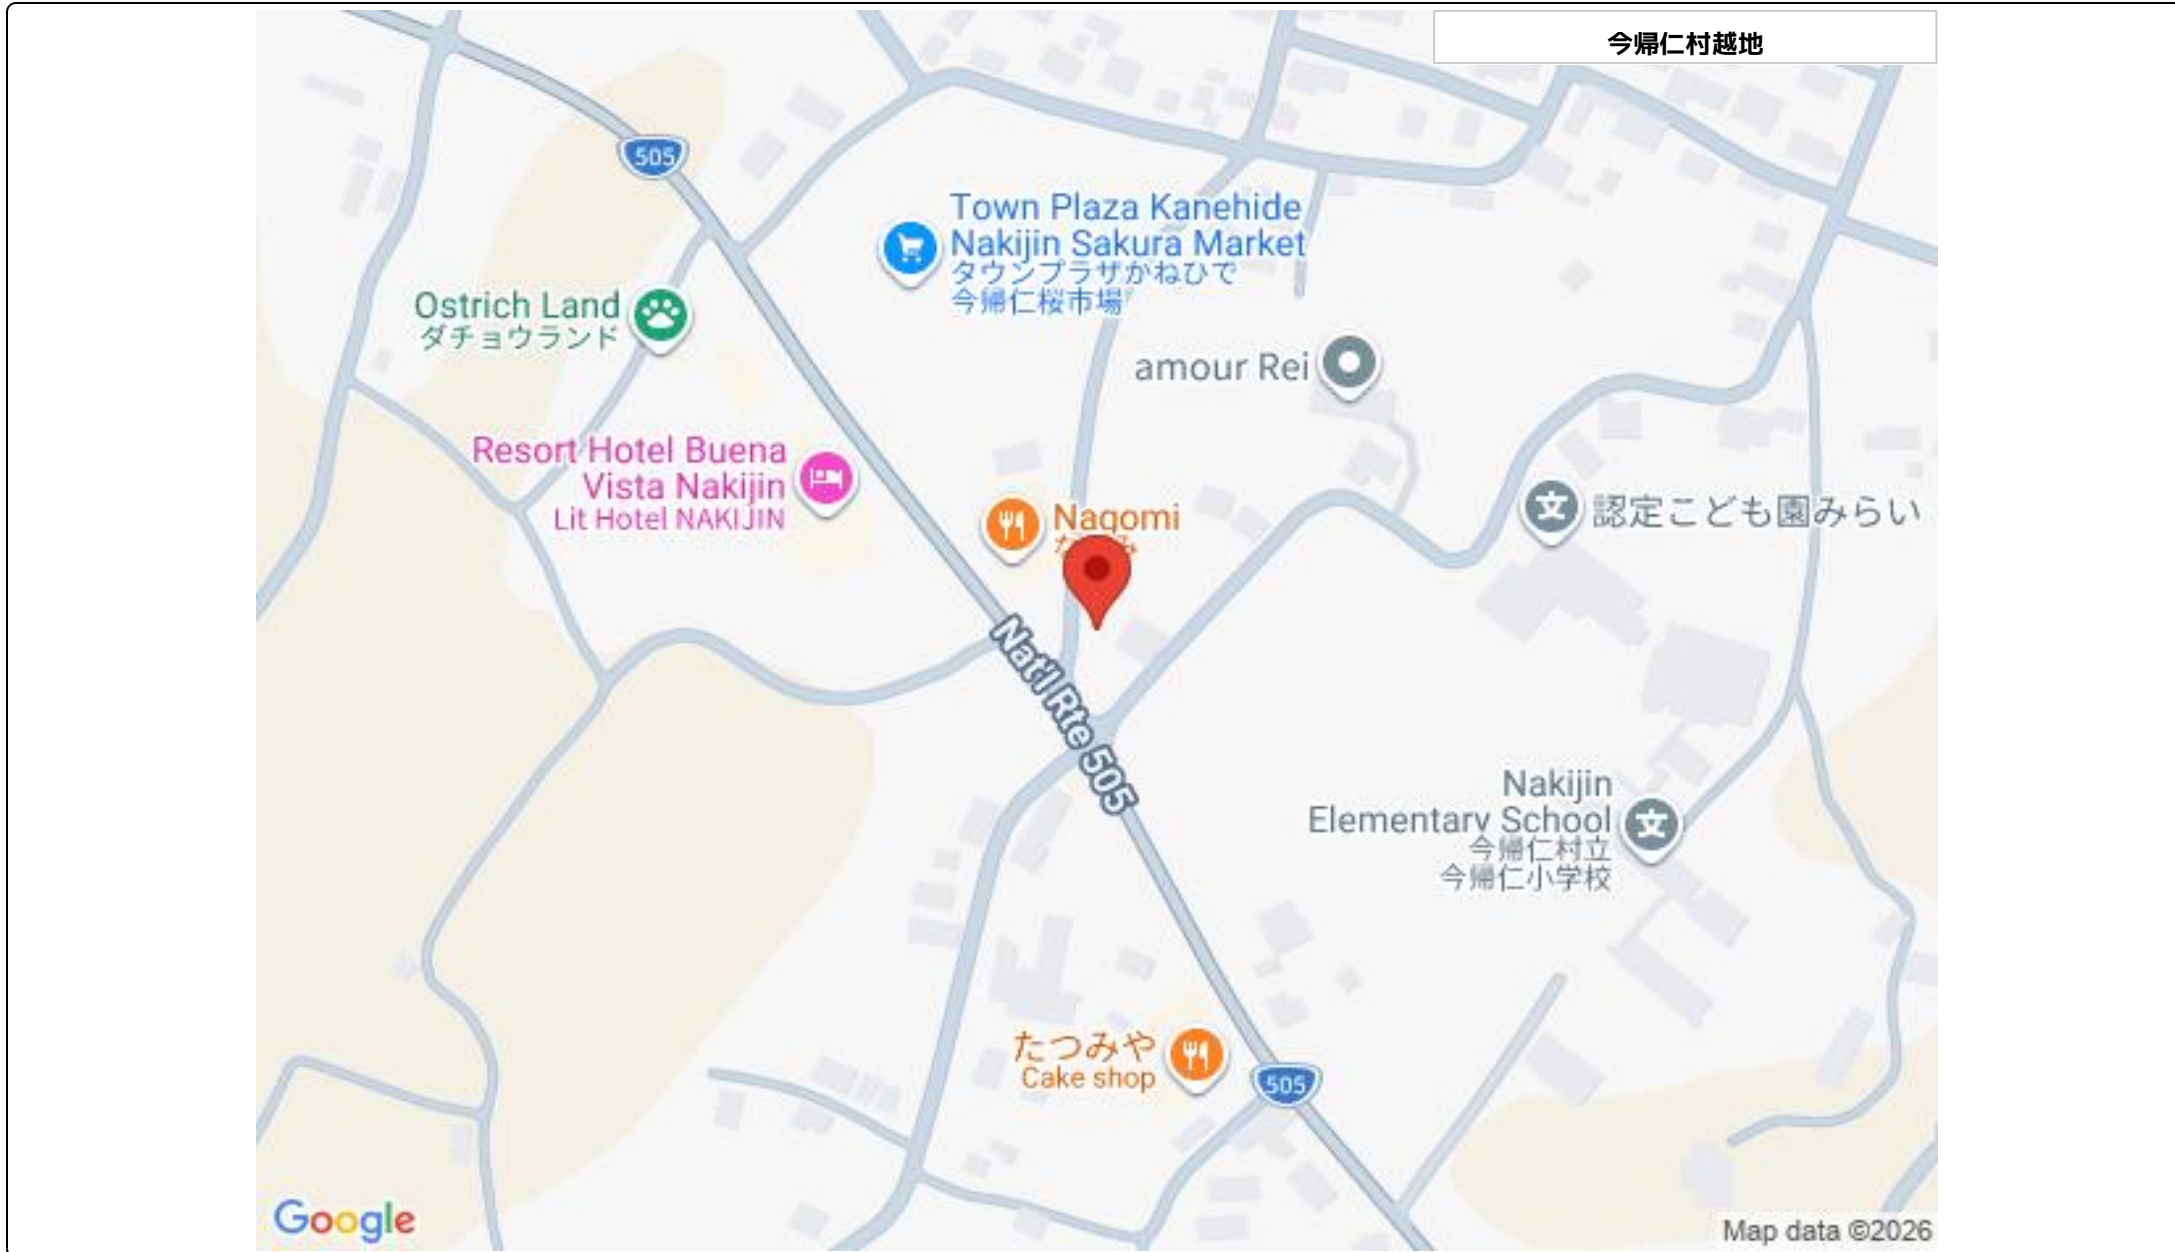 今帰仁村越地
505
Town Plaza Kanehide
Nakijin Sakura Market
タウンプラザかねひで
今帰仁桜市場
Ostrich Land
ダチョウランド
amour Rei
Resort Hotel Buena
Vista Nakijin
Lit Hotel NAKIJIN
Nagomi
認定こども園みらい
Nat'l Rte 505
Nakijin
Elementary School
今帰仁村立
今帰仁小学校
たつみや
Cake shop
505
Google
Map data ©2026